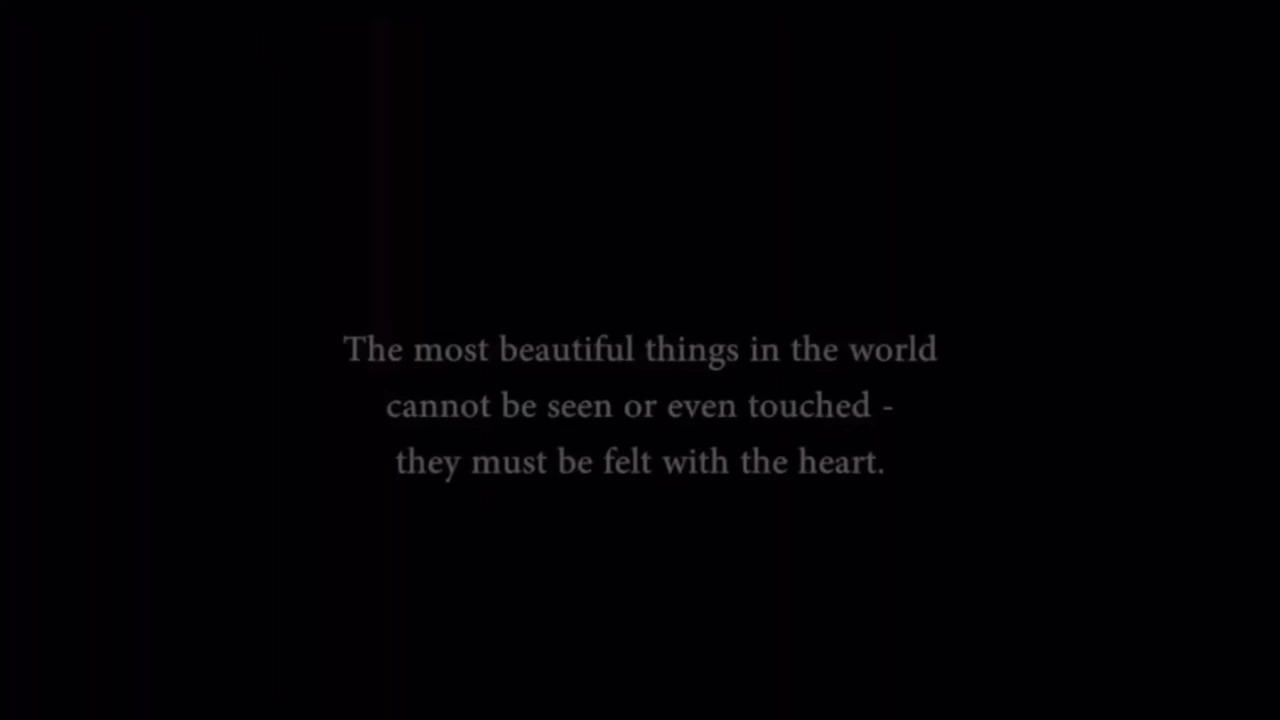 The most beautiful things in the world
cannot be seen or even touched -
they must be felt with the heart.